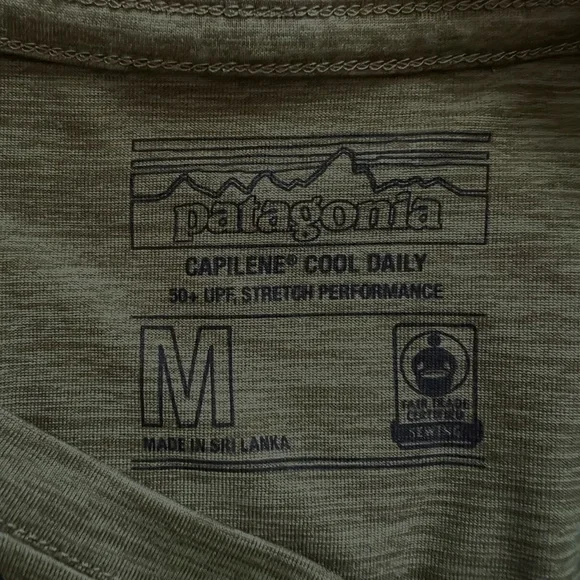 patagonia
CAPILENE® COOL DAILY
50+ UPF, STRETCH PERFORMANCE
M
MADE IN SRI LANKA
FAIR TRADE
CERTIFIED
SEWING